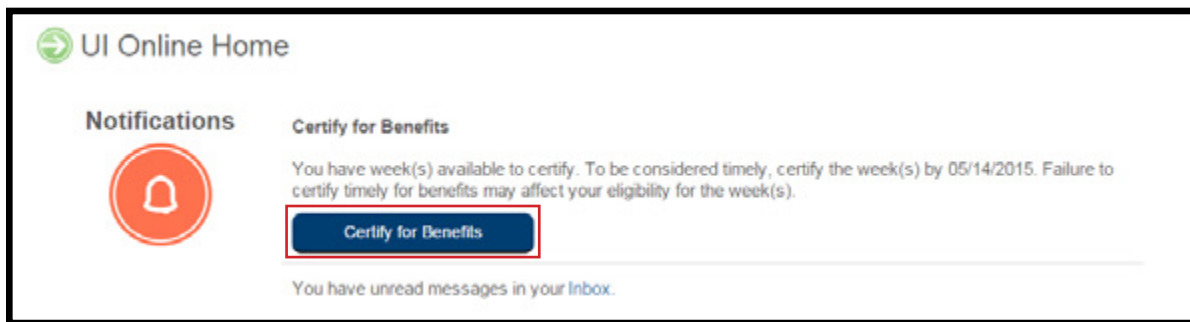 UI Online Home
Notifications
Certify for Benefits
You have week(s) available to certify. To be considered timely, certify the week(s) by 05/14/2015. Failure to
certify timely for benefits may affect your eligibility for the week(s).
Certify for Benefits
You have unread messages in your Inbox.